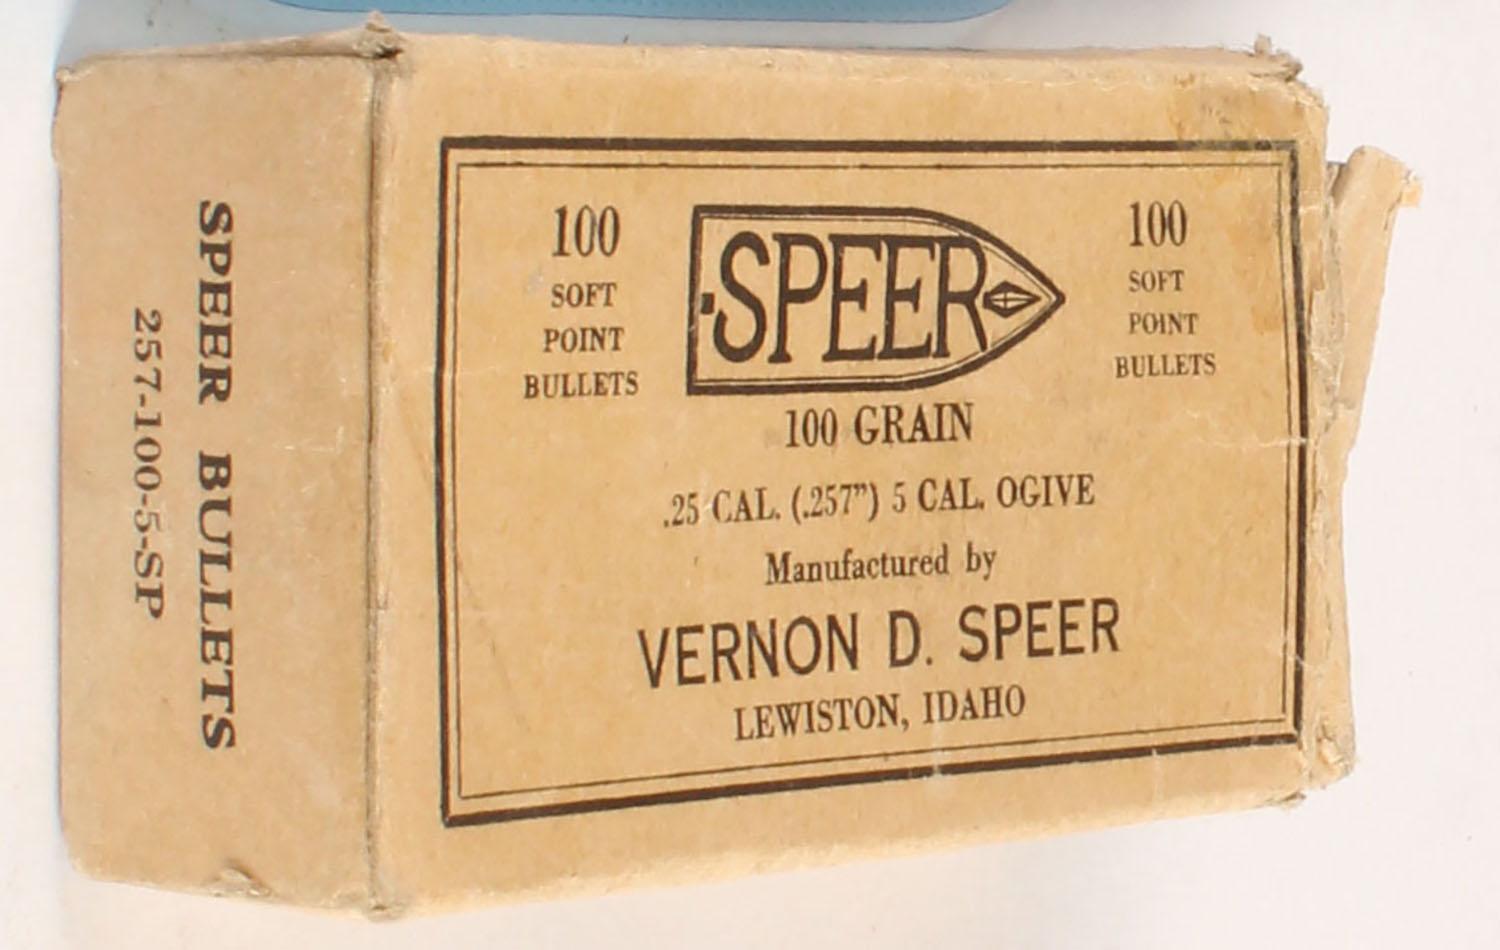 SPEER BULLETS
257-100-5-SP
100
SOFT
POINT
BULLETS
SPEER
100
SOFT
POINT
BULLETS
100 GRAIN
.25 CAL. (.257") 5 CAL. OGIVE
Manufactured by
VERNON D. SPEER
LEWISTON, IDAHO